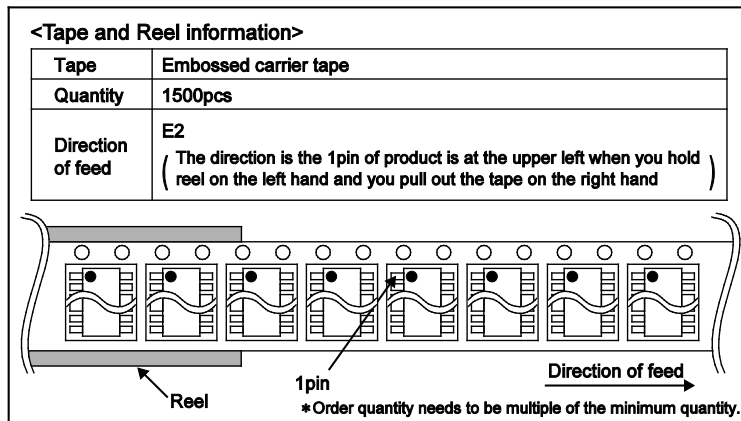 <Tape and Reel information>
Tape Embossed carrier tape
Quantity 1500pcs
Direction of feed E2
( The direction is the 1pin of product is at the upper left when you hold
reel on the left hand and you pull out the tape on the right hand )
1pin
Direction of feed
Reel
*Order quantity needs to be multiple of the minimum quantity.